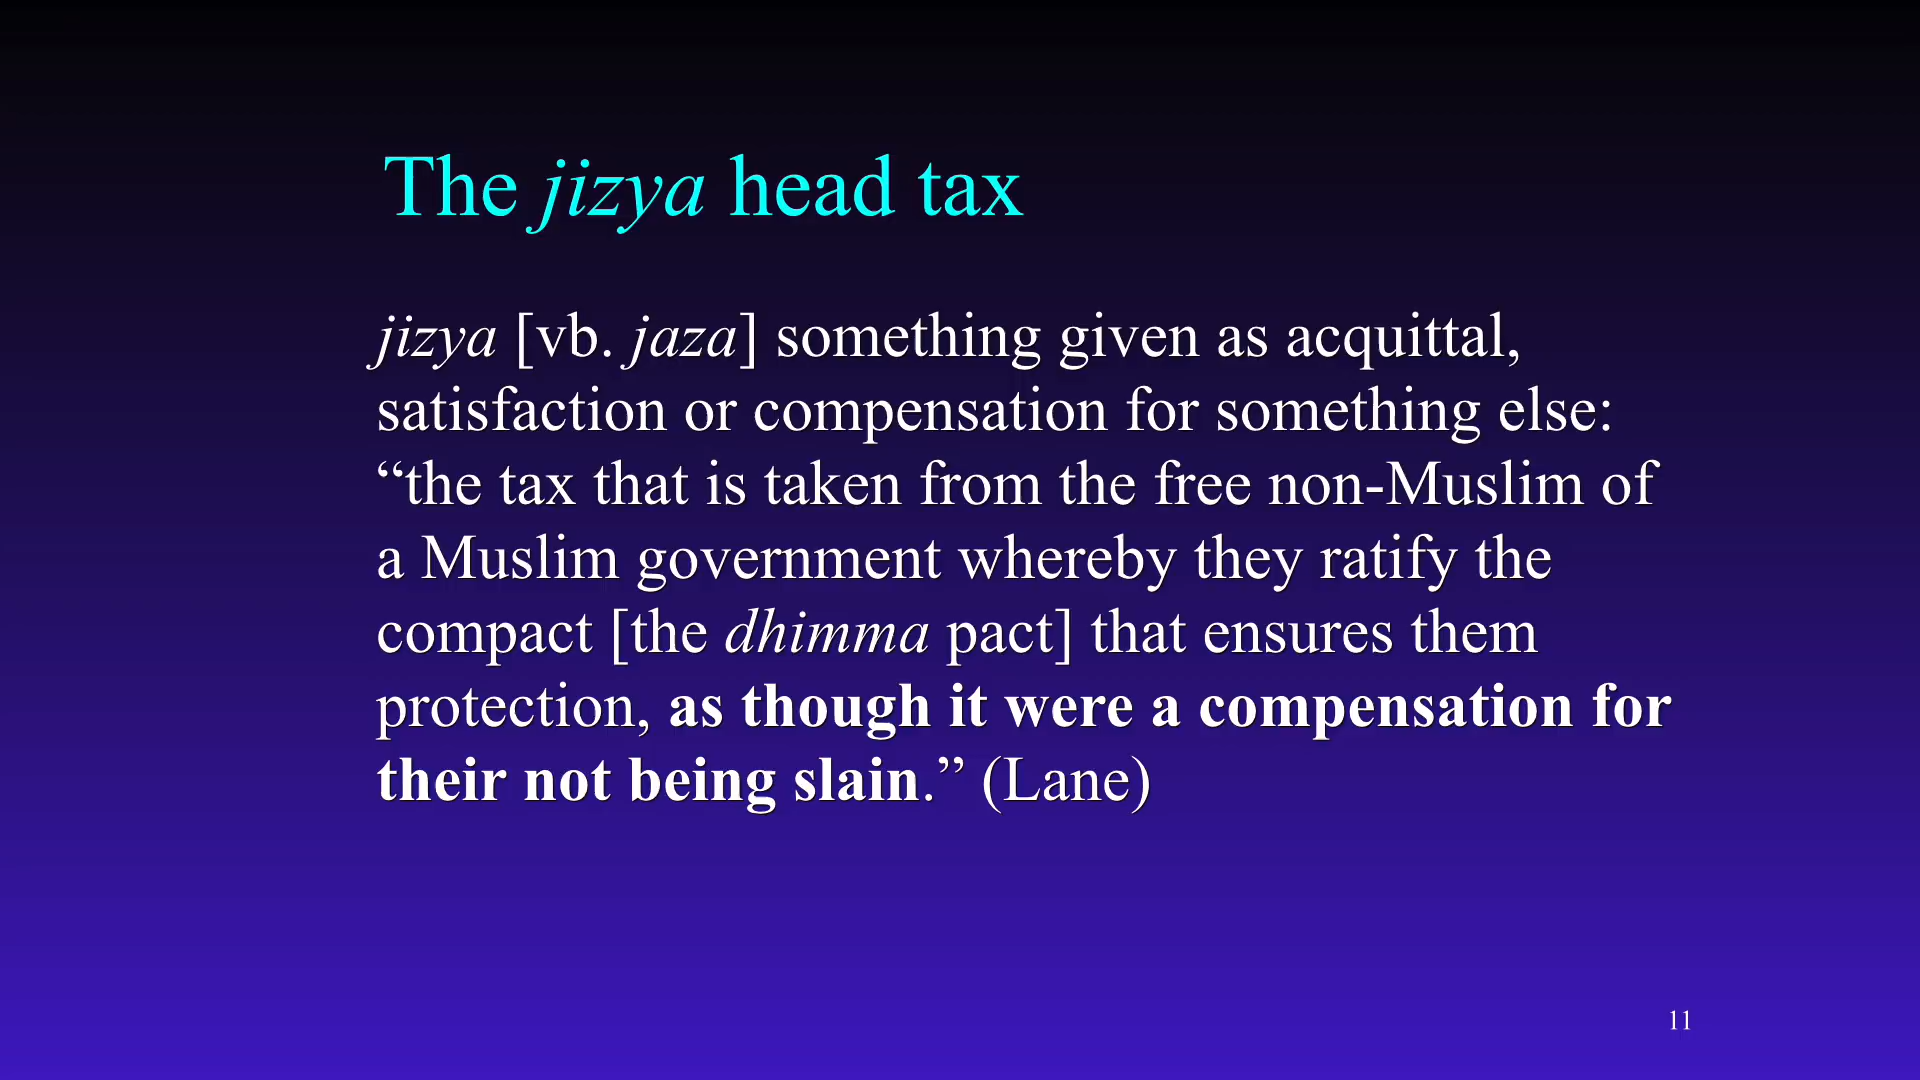 The jizya head tax
jizya [vb. jaza] something given as acquittal,
satisfaction or compensation for something else:
“the tax that is taken from the free non-Muslim of
a Muslim government whereby they ratify the
compact [the dhimma pact] that ensures them
protection, as though it were a compensation for
their not being slain.” (Lane)
11